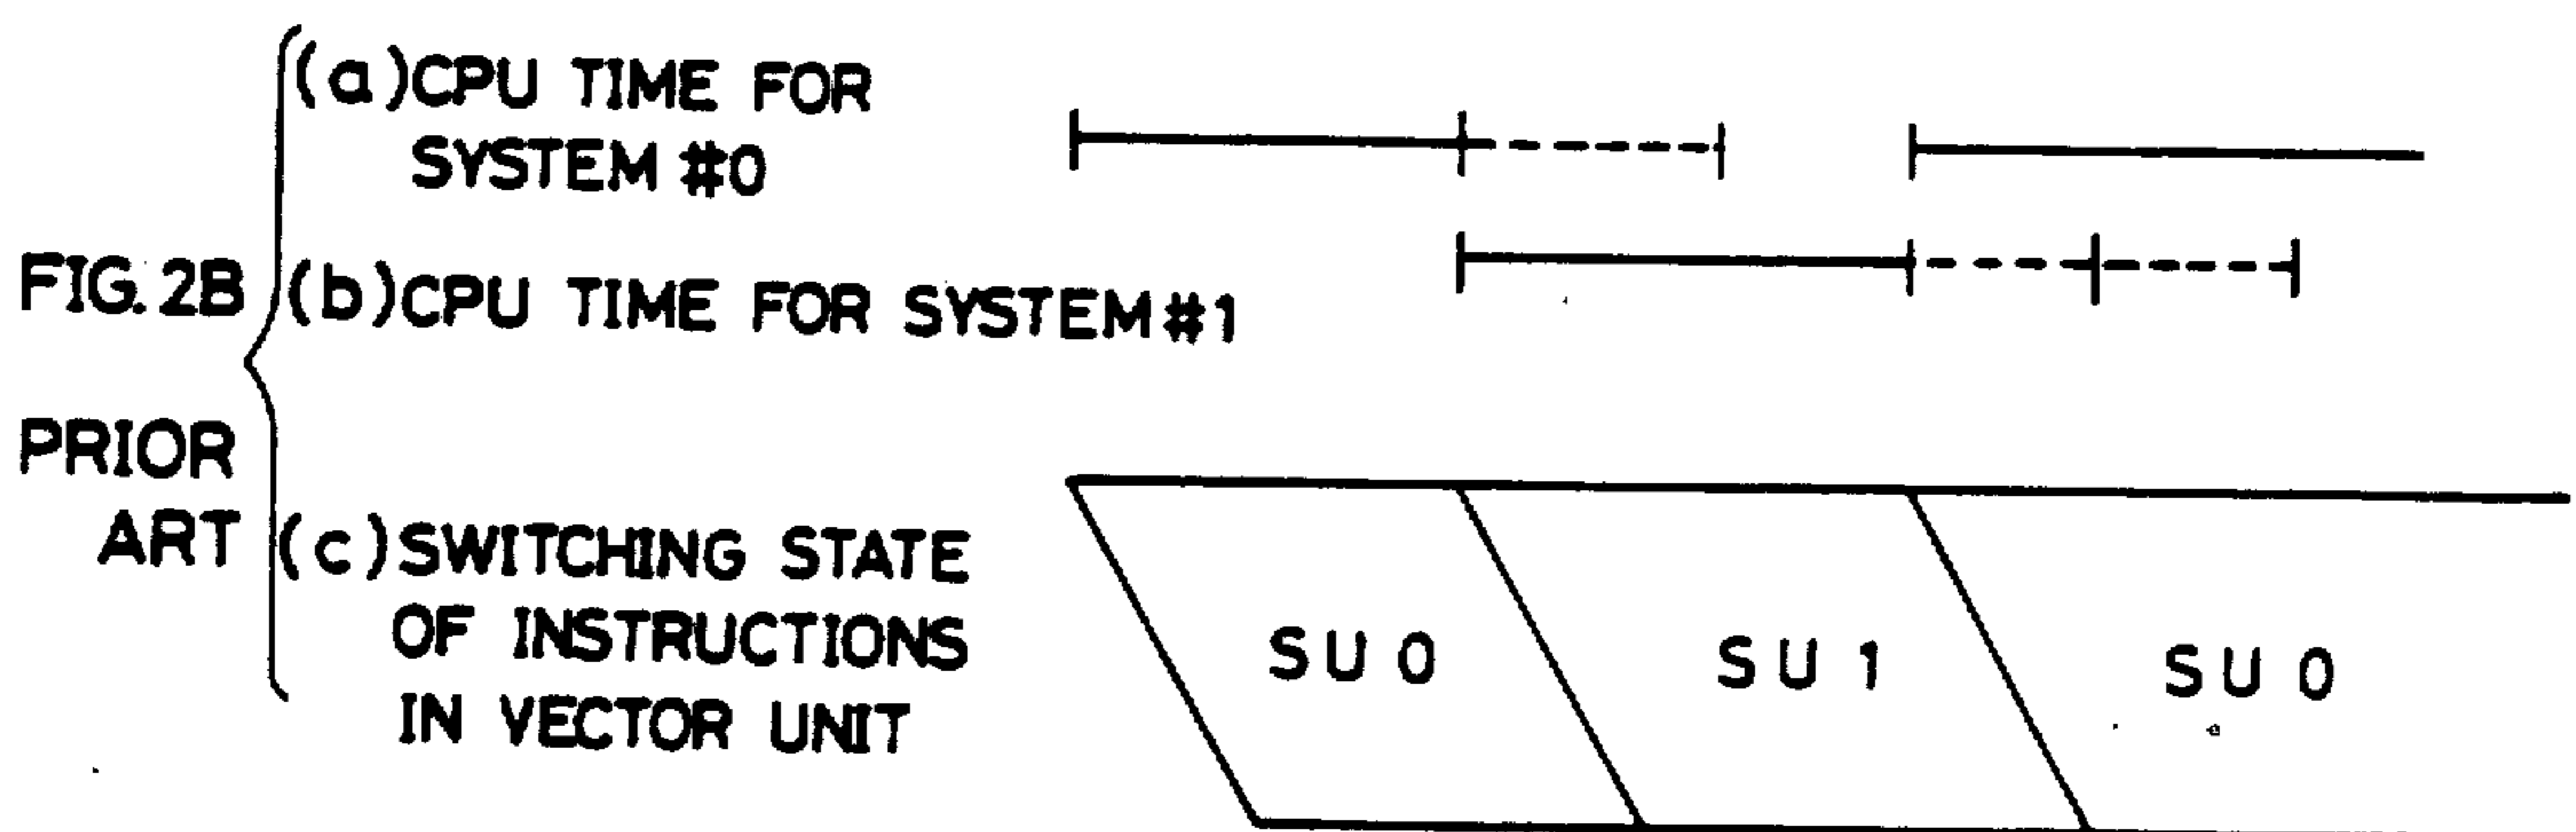 (a)CPU TIME FOR
SYSTEM #0
FIG. 2B
(b)CPU TIME FOR SYSTEM #1
PRIOR
ART
(c)SWITCHING STATE
OF INSTRUCTIONS
IN VECTOR UNIT
SU 0
SU 1
SU 0